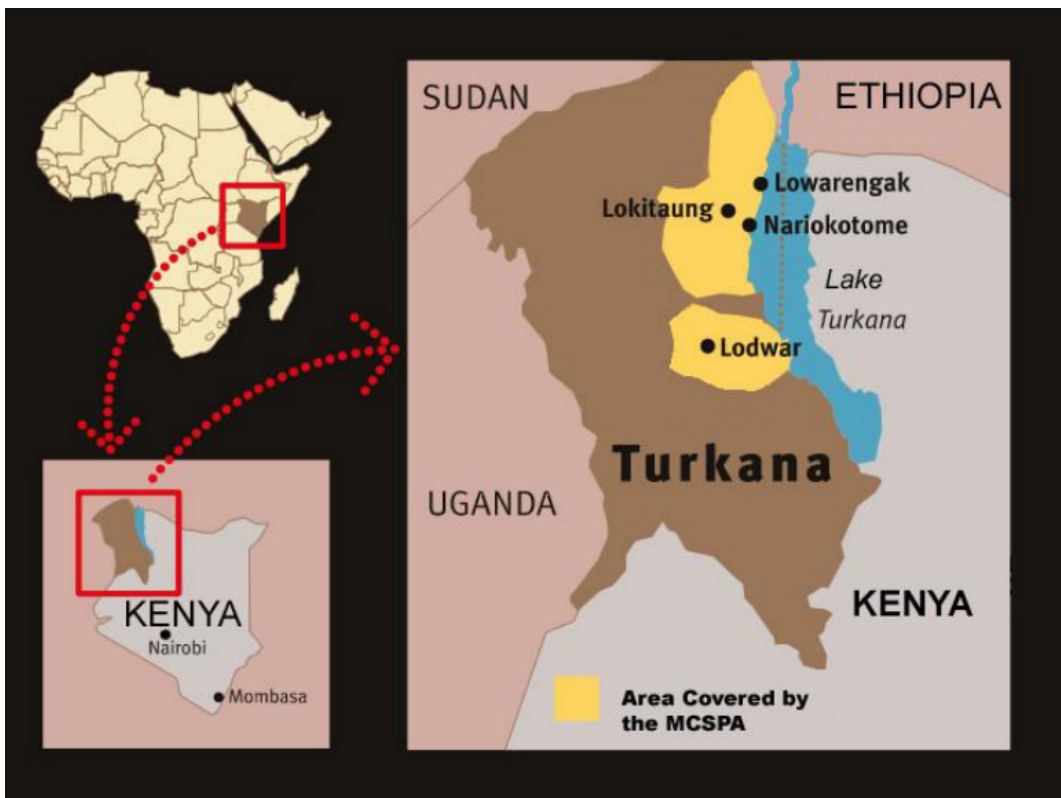 SUDAN
ETHIOPIA
Lowarengak
Lokitaung
Nariokotome
Lake
Turkana
Lodwar
Turkana
UGANDA
KENYA
Area Covered by
the MCSPA
KENYA
Nairobi
Mombasa